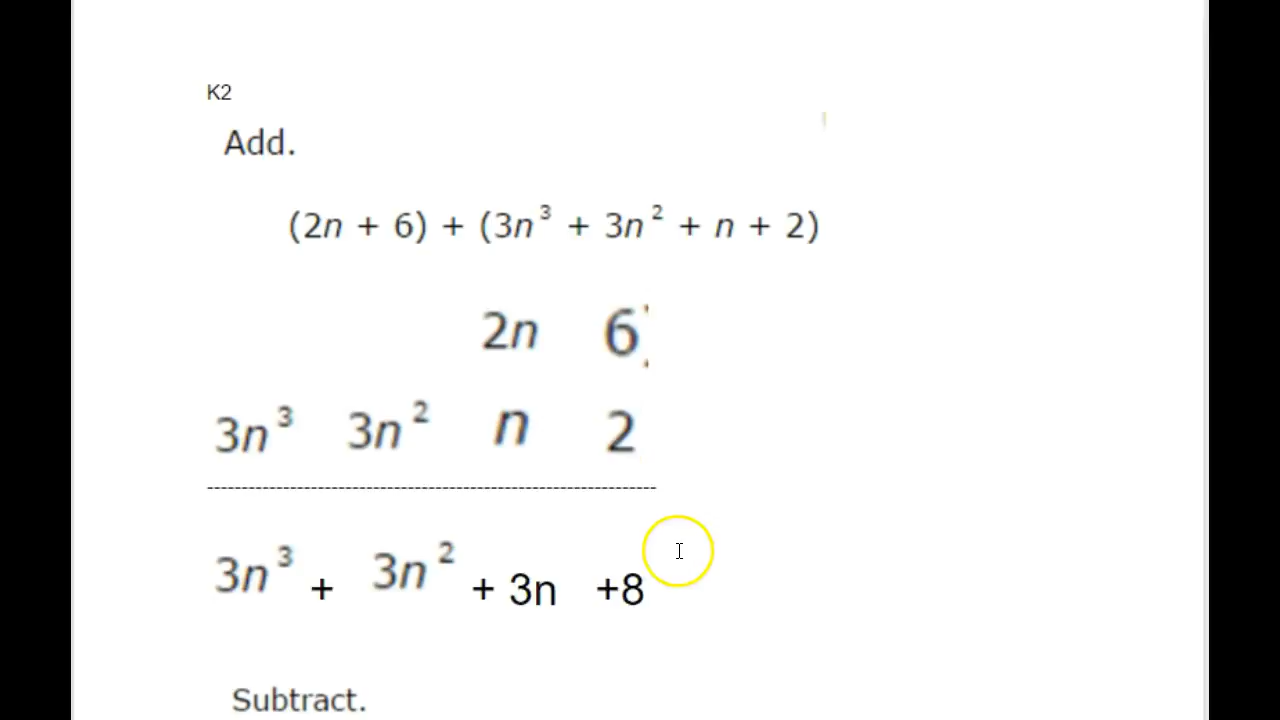 K2
Add.
(2n + 6) + (3n³ + 3n² + n + 2)
2n 6)
3n³ 3n² n 2
-----------------------------------------------------------------
3n³ + 3n² + 3n +8
Subtract.